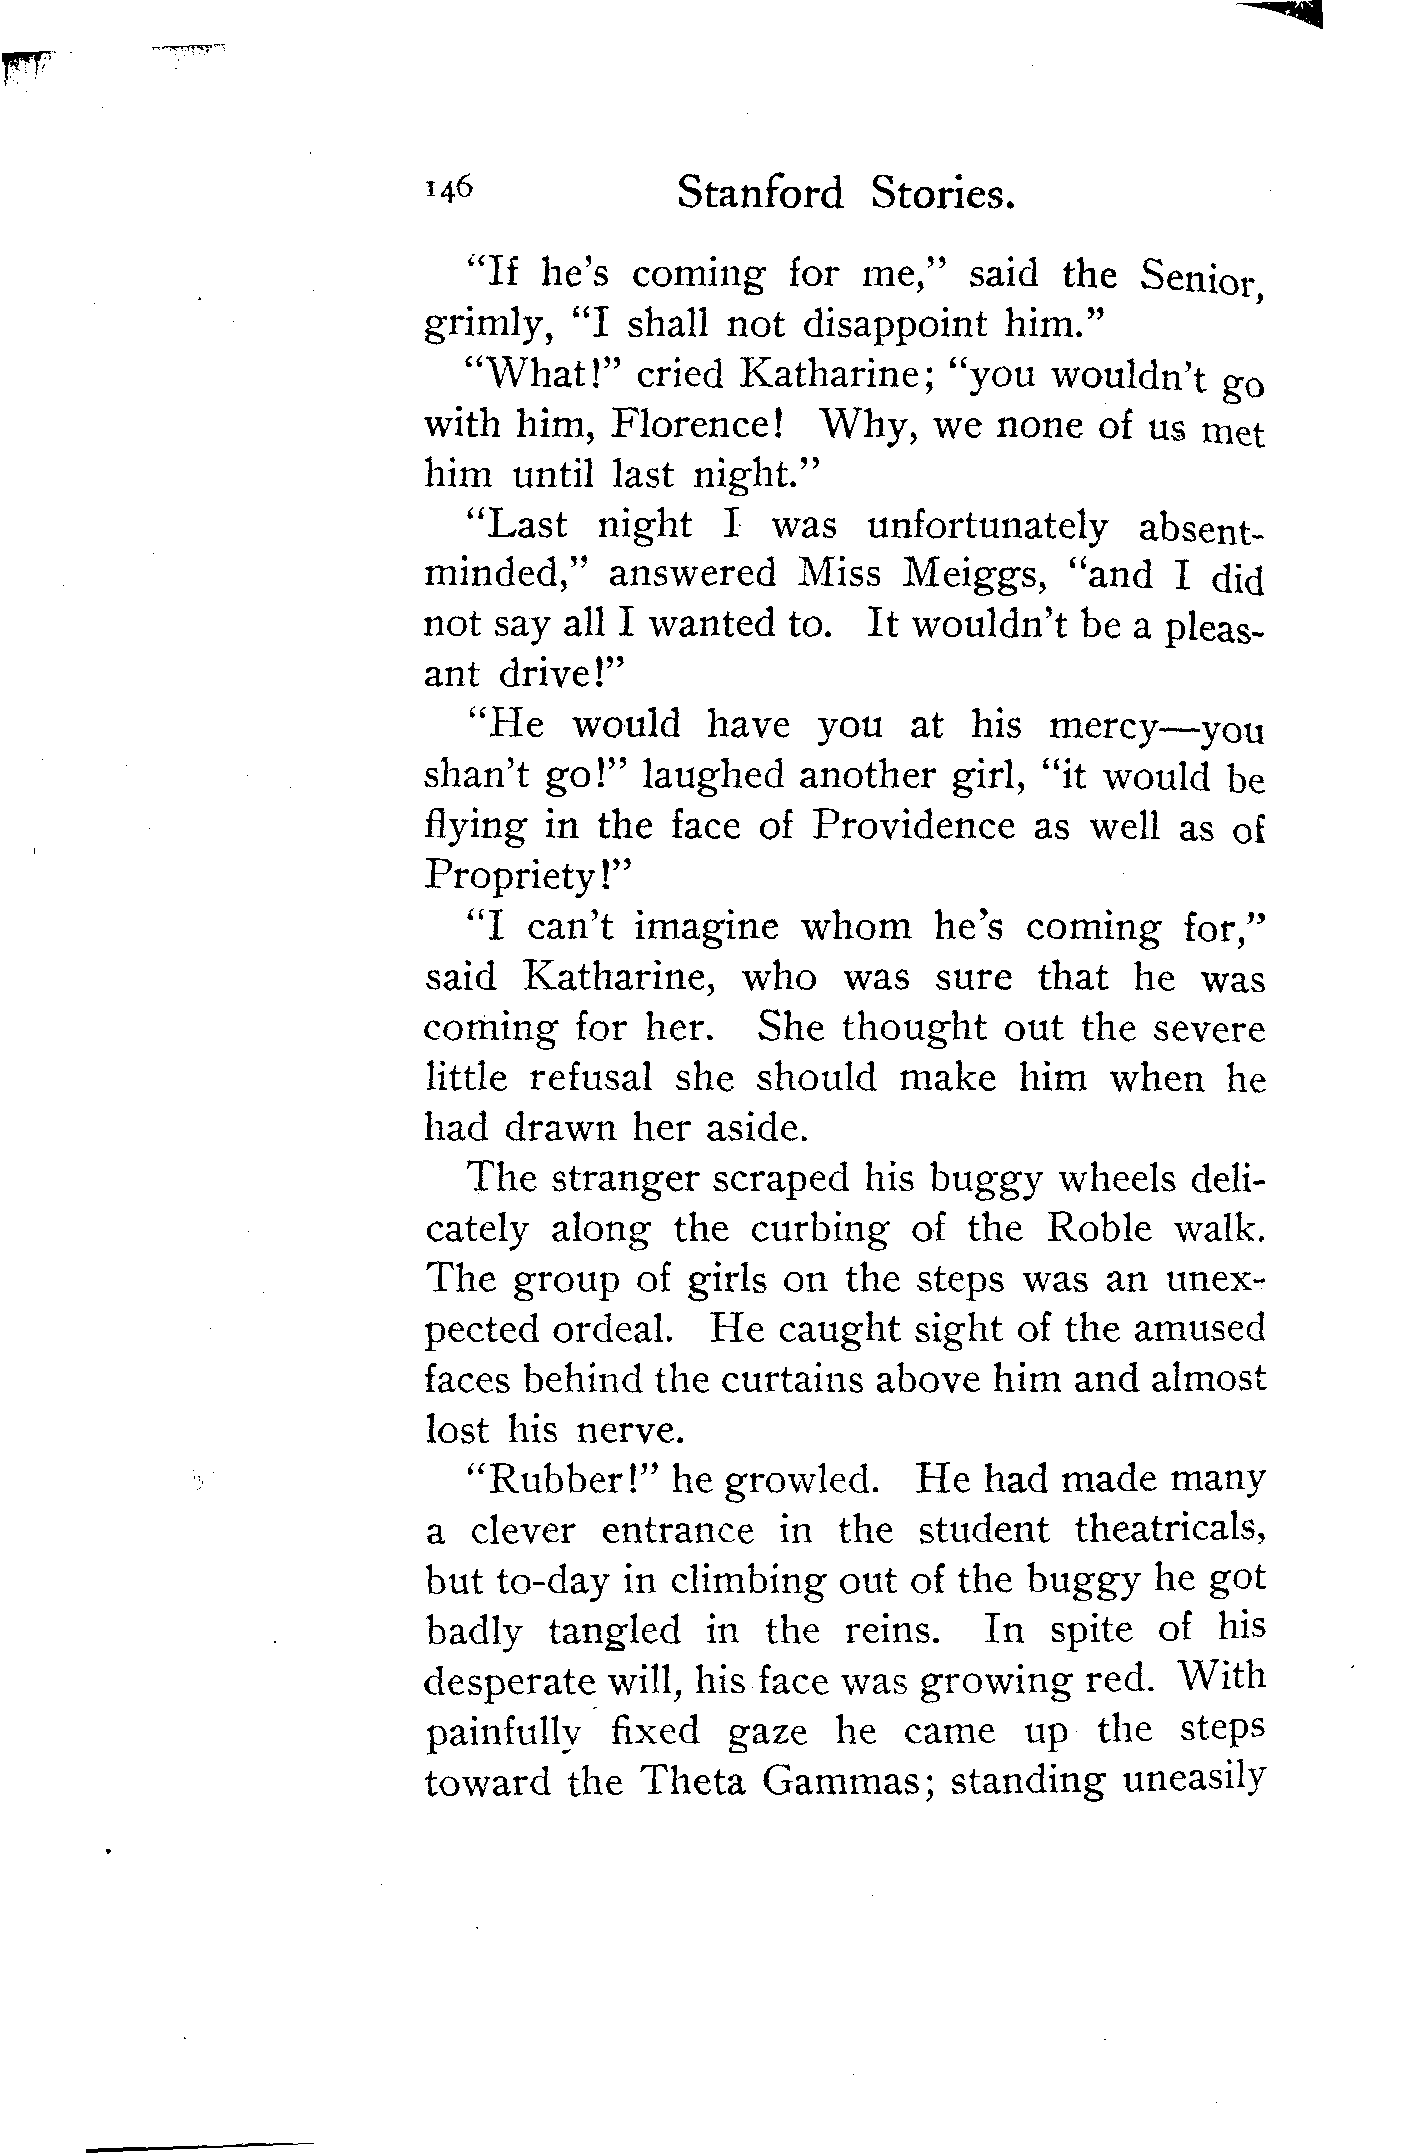 146 Stanford Stories.
"If he's coming for me," said the Senior,
grimly, "I shall not disappoint him."
"What!" cried Katharine; "you wouldn't go
with him, Florence! Why, we none of us met
him until last night."
"Last night I was unfortunately absent-
minded," answered Miss Meiggs, "and I did
not say all I wanted to. It wouldn't be a pleas-
ant drive!"
"He would have you at his mercy—you
shan't go!" laughed another girl, "it would be
flying in the face of Providence as well as of
Propriety!"
"I can't imagine whom he's coming for,"
said Katharine, who was sure that he was
coming for her. She thought out the severe
little refusal she should make him when he
had drawn her aside.
The stranger scraped his buggy wheels deli-
cately along the curbing of the Roble walk.
The group of girls on the steps was an unex-
pected ordeal. He caught sight of the amused
faces behind the curtains above him and almost
lost his nerve.
"Rubber!" he growled. He had made many
a clever entrance in the student theatricals,
but to-day in climbing out of the buggy he got
badly tangled in the reins. In spite of his
desperate will, his face was growing red. With
painfully fixed gaze he came up the steps
toward the Theta Gammas; standing uneasily